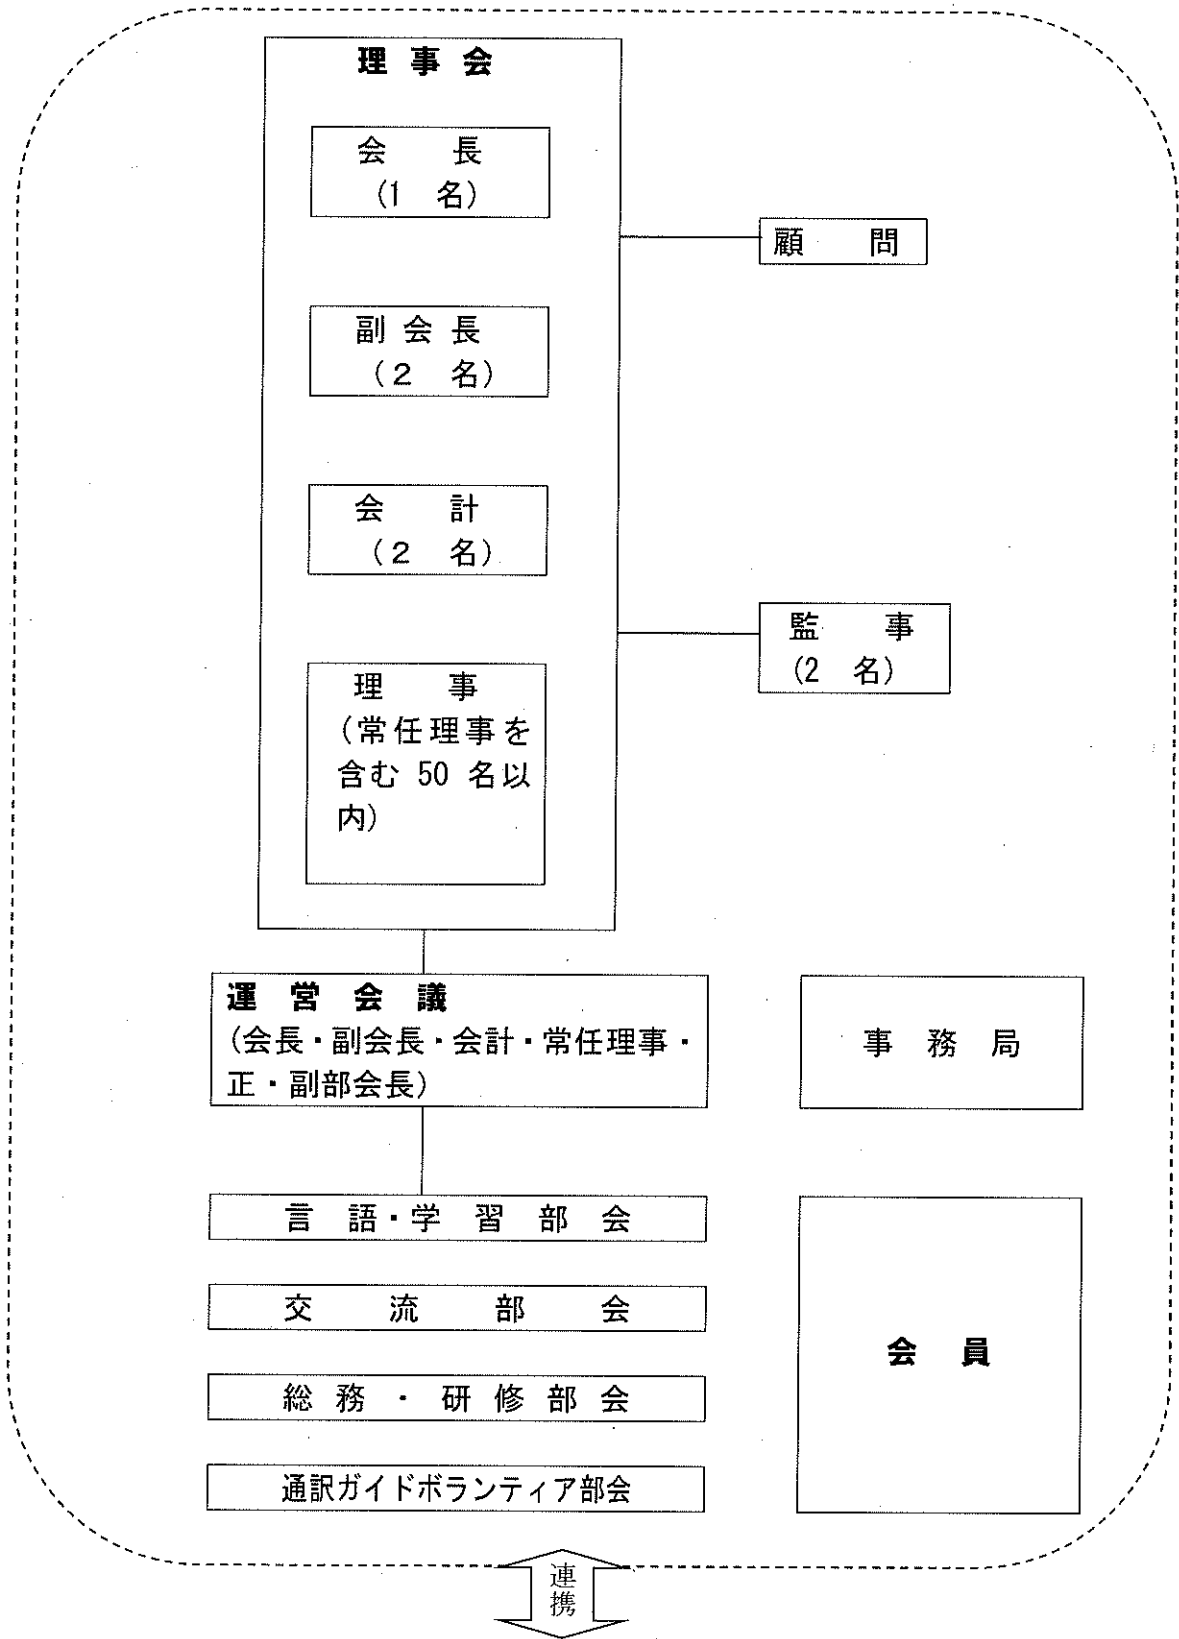 理事会
会長
(1 名)
顧問
副会長
(2 名)
会計
(2 名)
監事
(2 名)
理事
(常任理事を
含む 50 名以
内)
運営会議
(会長・副会長・会計・常任理事・
正・副部会長)
事務局
言語・学習部会
交流部会
総務・研修部会
通訳ガイドボランティア部会
会員
連
携